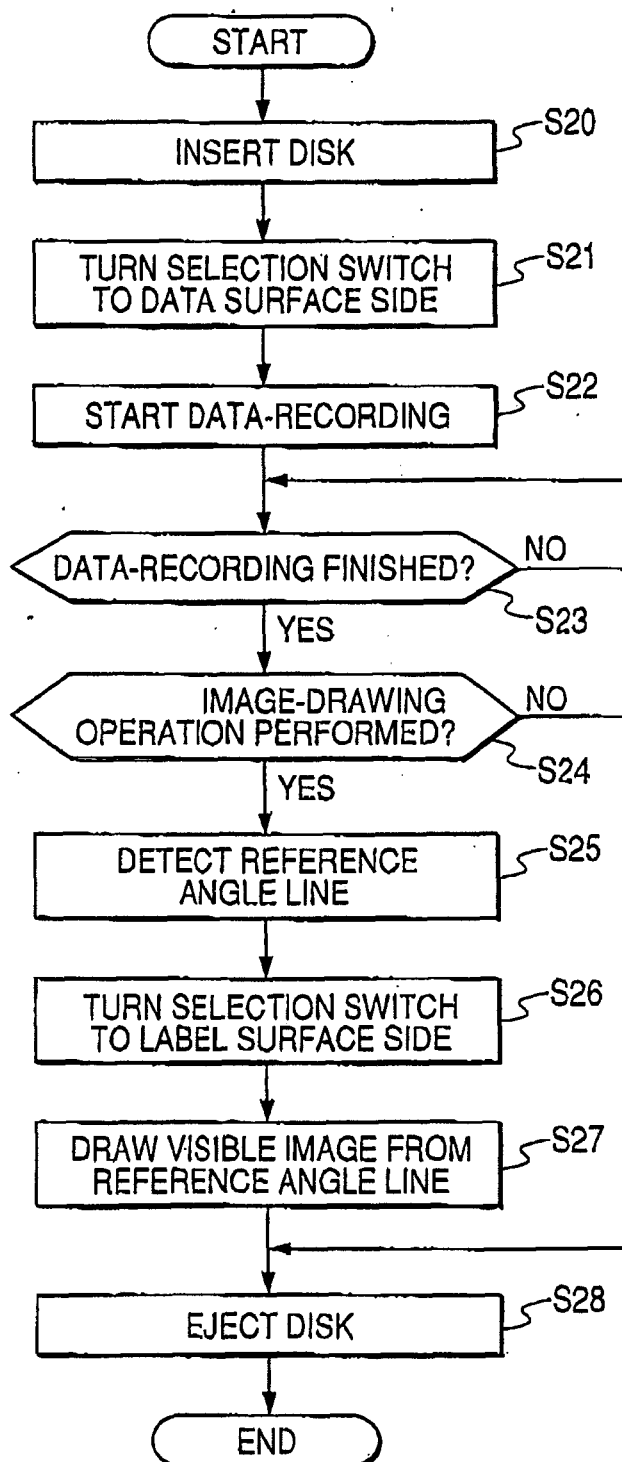 START
INSERT DISK
S20
TURN SELECTION SWITCH
TO DATA SURFACE SIDE
S21
START DATA-RECORDING
S22
DATA-RECORDING FINISHED?
NO
S23
YES
IMAGE-DRAWING
OPERATION PERFORMED?
NO
S24
YES
DETECT REFERENCE
ANGLE LINE
S25
TURN SELECTION SWITCH
TO LABEL SURFACE SIDE
S26
DRAW VISIBLE IMAGE FROM
REFERENCE ANGLE LINE
S27
EJECT DISK
S28
END